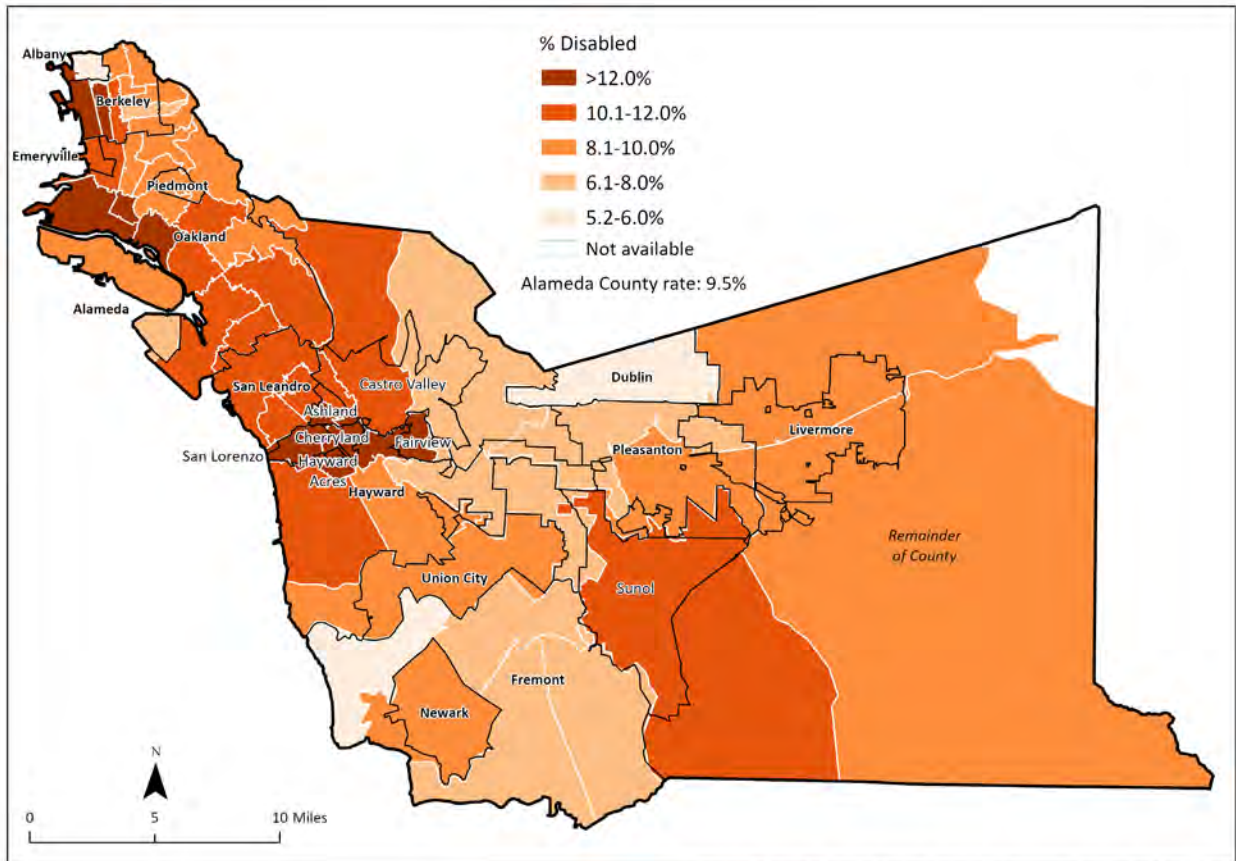 % Disabled
>12.0%
10.1-12.0%
8.1-10.0%
6.1-8.0%
5.2-6.0%
Not available
Alameda County rate: 9.5%
Albany
Berkeley
Emeryville
Piedmont
Oakland
Alameda
San Leandro
Castro Valley
Ashland
Cherryland
Fairview
San Lorenzo
Hayward
Acres
Hayward
Dublin
Pleasanton
Livermore
Union City
Sunol
Remainder
of County
Fremont
Newark
N
0 5 10 Miles